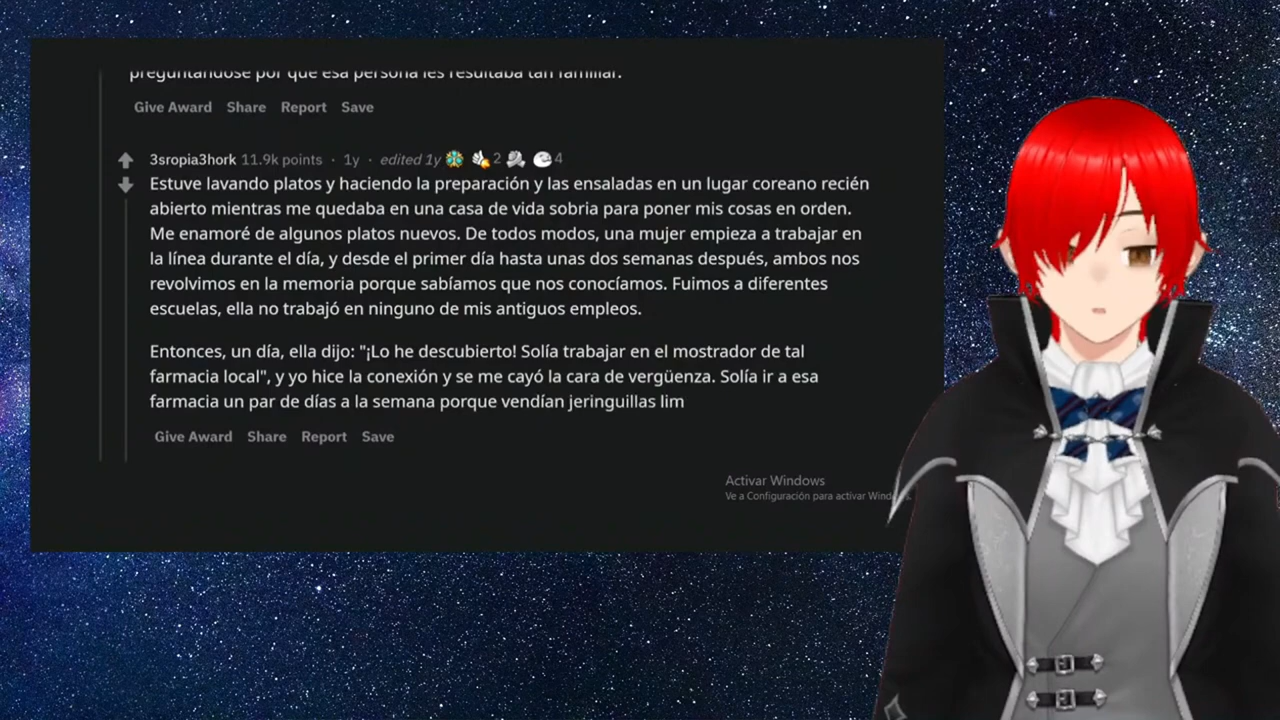 preguntándose por qué esa persona les resultaba tan familiar.
Give Award Share Report Save
3sropia3hork 11.9k points · 1y · edited 1y 2 4
Estuve lavando platos y haciendo la preparación y las ensaladas en un lugar coreano recién
abierto mientras me quedaba en una casa de vida sobria para poner mis cosas en orden.
Me enamoré de algunos platos nuevos. De todos modos, una mujer empieza a trabajar en
la línea durante el día, y desde el primer día hasta unas dos semanas después, ambos nos
revolvimos en la memoria porque sabíamos que nos conocíamos. Fuimos a diferentes
escuelas, ella no trabajó en ninguno de mis antiguos empleos.
Entonces, un día, ella dijo: "¡Lo he descubierto! Solía trabajar en el mostrador de tal
farmacia local", y yo hice la conexión y se me cayó la cara de vergüenza. Solía ir a esa
farmacia un par de días a la semana porque vendían jeringuillas lim
Give Award Share Report Save
Activar Windows
Ve a Configuración para activar